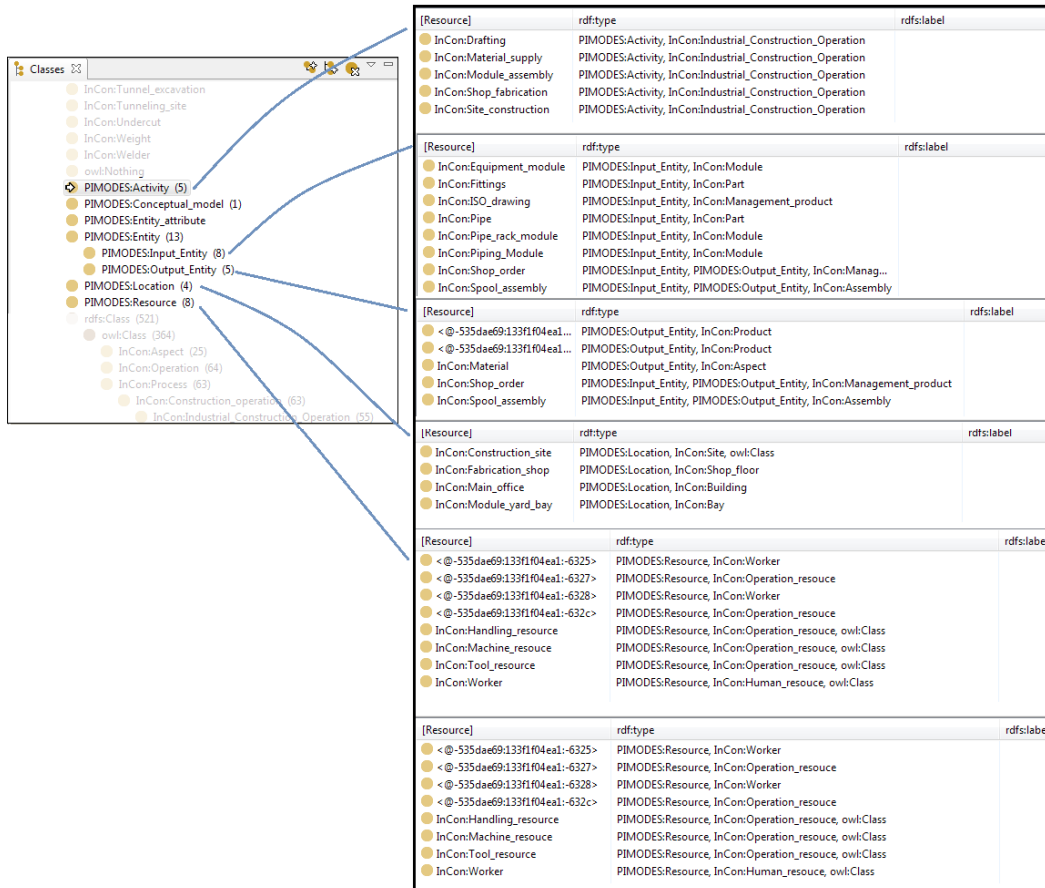 Classes
InCon:Tunnel_excavation
InCon:Tunneling_site
InCon:Undercut
InCon:Weight
InCon:Welder
owl:Nothing
PIMODES:Activity (5)
PIMODES:Conceptual_model (1)
PIMODES:Entity_attribute
PIMODES:Entity (13)
PIMODES:Input_Entity (8)
PIMODES:Output_Entity (5)
PIMODES:Location (4)
PIMODES:Resource (8)
rdfs:Class (521)
owl:Class (364)
InCon:Aspect (25)
InCon:Operation (64)
InCon:Process (63)
InCon:Construction_operation (63)
InCon:Industrial_Construction_Operation (55)
[Resource] rdf:type rdfs:label
InCon:Drafting PIMODES:Activity, InCon:Industrial_Construction_Operation
InCon:Material_supply PIMODES:Activity, InCon:Industrial_Construction_Operation
InCon:Module_assembly PIMODES:Activity, InCon:Industrial_Construction_Operation
InCon:Shop_fabrication PIMODES:Activity, InCon:Industrial_Construction_Operation
InCon:Site_construction PIMODES:Activity, InCon:Industrial_Construction_Operation
[Resource] rdf:type rdfs:label
InCon:Equipment_module PIMODES:Input_Entity, InCon:Module
InCon:Fittings PIMODES:Input_Entity, InCon:Part
InCon:ISO_drawing PIMODES:Input_Entity, InCon:Management_product
InCon:Pipe PIMODES:Input_Entity, InCon:Part
InCon:Pipe_rack_module PIMODES:Input_Entity, InCon:Module
InCon:Piping_Module PIMODES:Input_Entity, InCon:Module
InCon:Shop_order PIMODES:Input_Entity, PIMODES:Output_Entity, InCon:Manag...
InCon:Spool_assembly PIMODES:Input_Entity, PIMODES:Output_Entity, InCon:Assembly
[Resource] rdf:type rdfs:label
<@-535dae69:133f1f04ea1... PIMODES:Output_Entity, InCon:Product
<@-535dae69:133f1f04ea1... PIMODES:Output_Entity, InCon:Product
InCon:Material PIMODES:Output_Entity, InCon:Aspect
InCon:Shop_order PIMODES:Input_Entity, PIMODES:Output_Entity, InCon:Management_product
InCon:Spool_assembly PIMODES:Input_Entity, PIMODES:Output_Entity, InCon:Assembly
[Resource] rdf:type rdfs:label
InCon:Construction_site PIMODES:Location, InCon:Site, owl:Class
InCon:Fabrication_shop PIMODES:Location, InCon:Shop_floor
InCon:Main_office PIMODES:Location, InCon:Building
InCon:Module_yard_bay PIMODES:Location, InCon:Bay
[Resource] rdf:type rdfs:labe
<@-535dae69:133f1f04ea1:-6325> PIMODES:Resource, InCon:Worker
<@-535dae69:133f1f04ea1:-6327> PIMODES:Resource, InCon:Operation_resouce
<@-535dae69:133f1f04ea1:-6328> PIMODES:Resource, InCon:Worker
<@-535dae69:133f1f04ea1:-632c> PIMODES:Resource, InCon:Operation_resouce
InCon:Handling_resource PIMODES:Resource, InCon:Operation_resouce, owl:Class
InCon:Machine_resouce PIMODES:Resource, InCon:Operation_resouce, owl:Class
InCon:Tool_resource PIMODES:Resource, InCon:Operation_resouce, owl:Class
InCon:Worker PIMODES:Resource, InCon:Human_resouce, owl:Class
[Resource] rdf:type rdfs:labe
<@-535dae69:133f1f04ea1:-6325> PIMODES:Resource, InCon:Worker
<@-535dae69:133f1f04ea1:-6327> PIMODES:Resource, InCon:Operation_resouce
<@-535dae69:133f1f04ea1:-6328> PIMODES:Resource, InCon:Worker
<@-535dae69:133f1f04ea1:-632c> PIMODES:Resource, InCon:Operation_resouce
InCon:Handling_resource PIMODES:Resource, InCon:Operation_resouce, owl:Class
InCon:Machine_resouce PIMODES:Resource, InCon:Operation_resouce, owl:Class
InCon:Tool_resource PIMODES:Resource, InCon:Operation_resouce, owl:Class
InCon:Worker PIMODES:Resource, InCon:Human_resouce, owl:Class